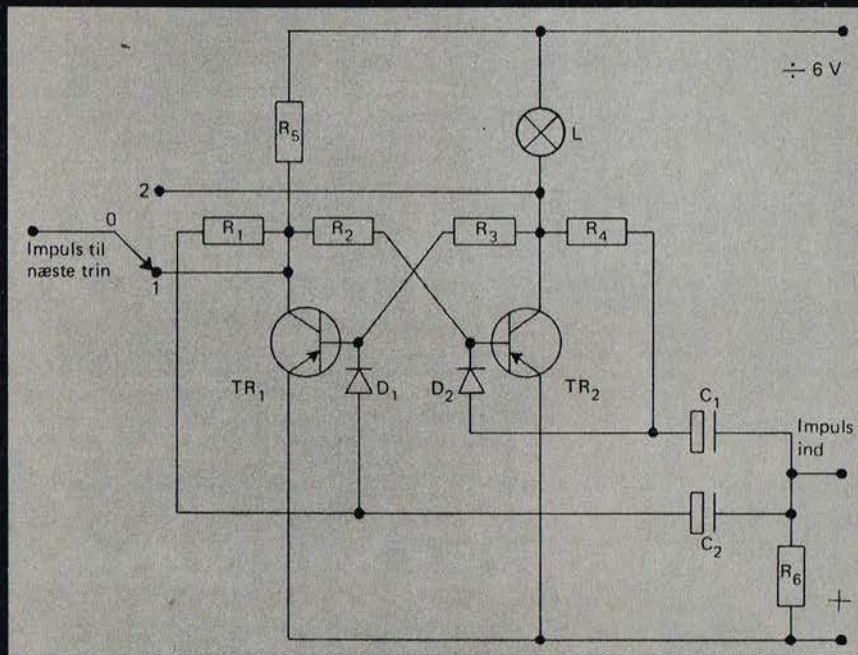 ÷ 6 V
R5
L
2
0
R1
R2
R3
R4
Impuls til
næste trin
1
TR1
D1
D2
TR2
C1
Impuls
ind
C2
R6
+